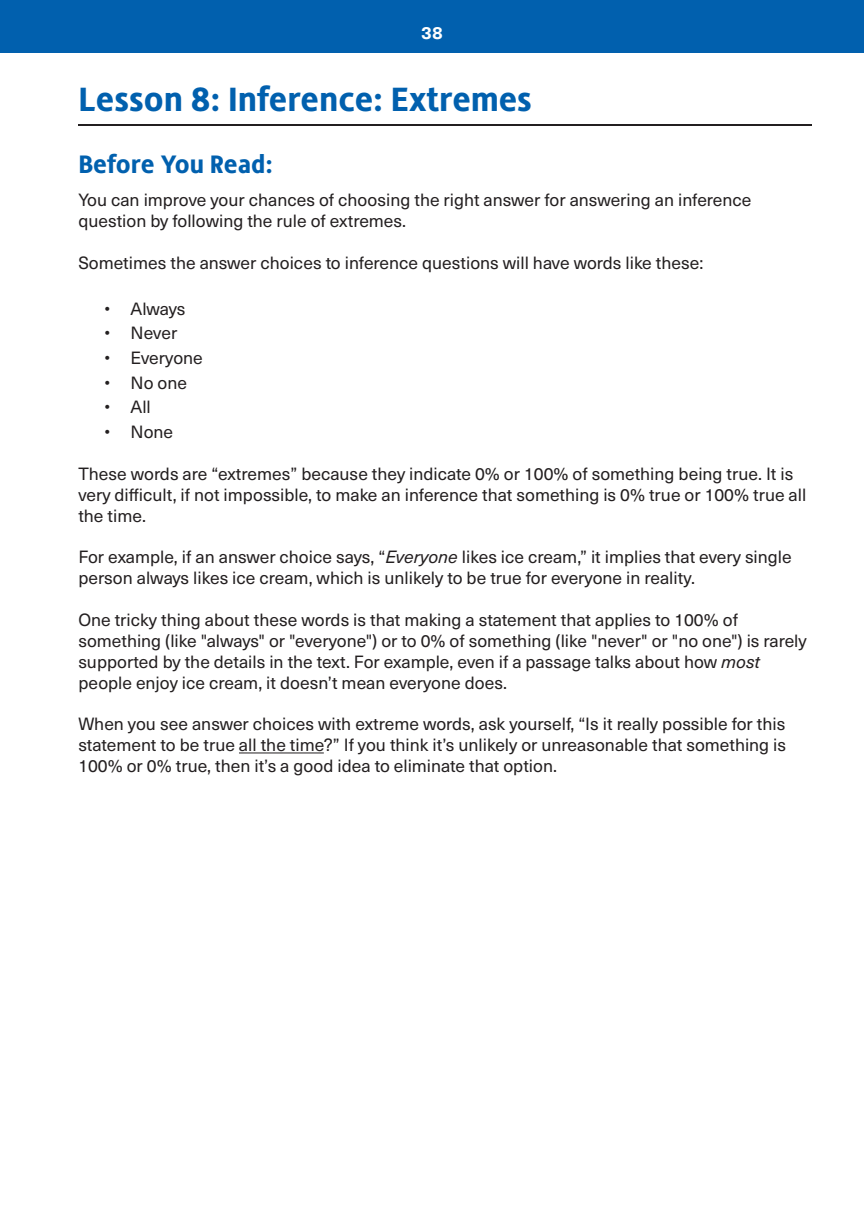 38
Lesson 8: Inference: Extremes
Before You Read:
You can improve your chances of choosing the right answer for answering an inference
question by following the rule of extremes.
Sometimes the answer choices to inference questions will have words like these:
• Always
• Never
• Everyone
• No one
• All
• None
These words are “extremes” because they indicate 0% or 100% of something being true. It is
very difficult, if not impossible, to make an inference that something is 0% true or 100% true all
the time.
For example, if an answer choice says, “Everyone likes ice cream,” it implies that every single
person always likes ice cream, which is unlikely to be true for everyone in reality.
One tricky thing about these words is that making a statement that applies to 100% of
something (like "always" or "everyone") or to 0% of something (like "never" or "no one") is rarely
supported by the details in the text. For example, even if a passage talks about how most
people enjoy ice cream, it doesn’t mean everyone does.
When you see answer choices with extreme words, ask yourself, “Is it really possible for this
statement to be true all the time?” If you think it’s unlikely or unreasonable that something is
100% or 0% true, then it’s a good idea to eliminate that option.